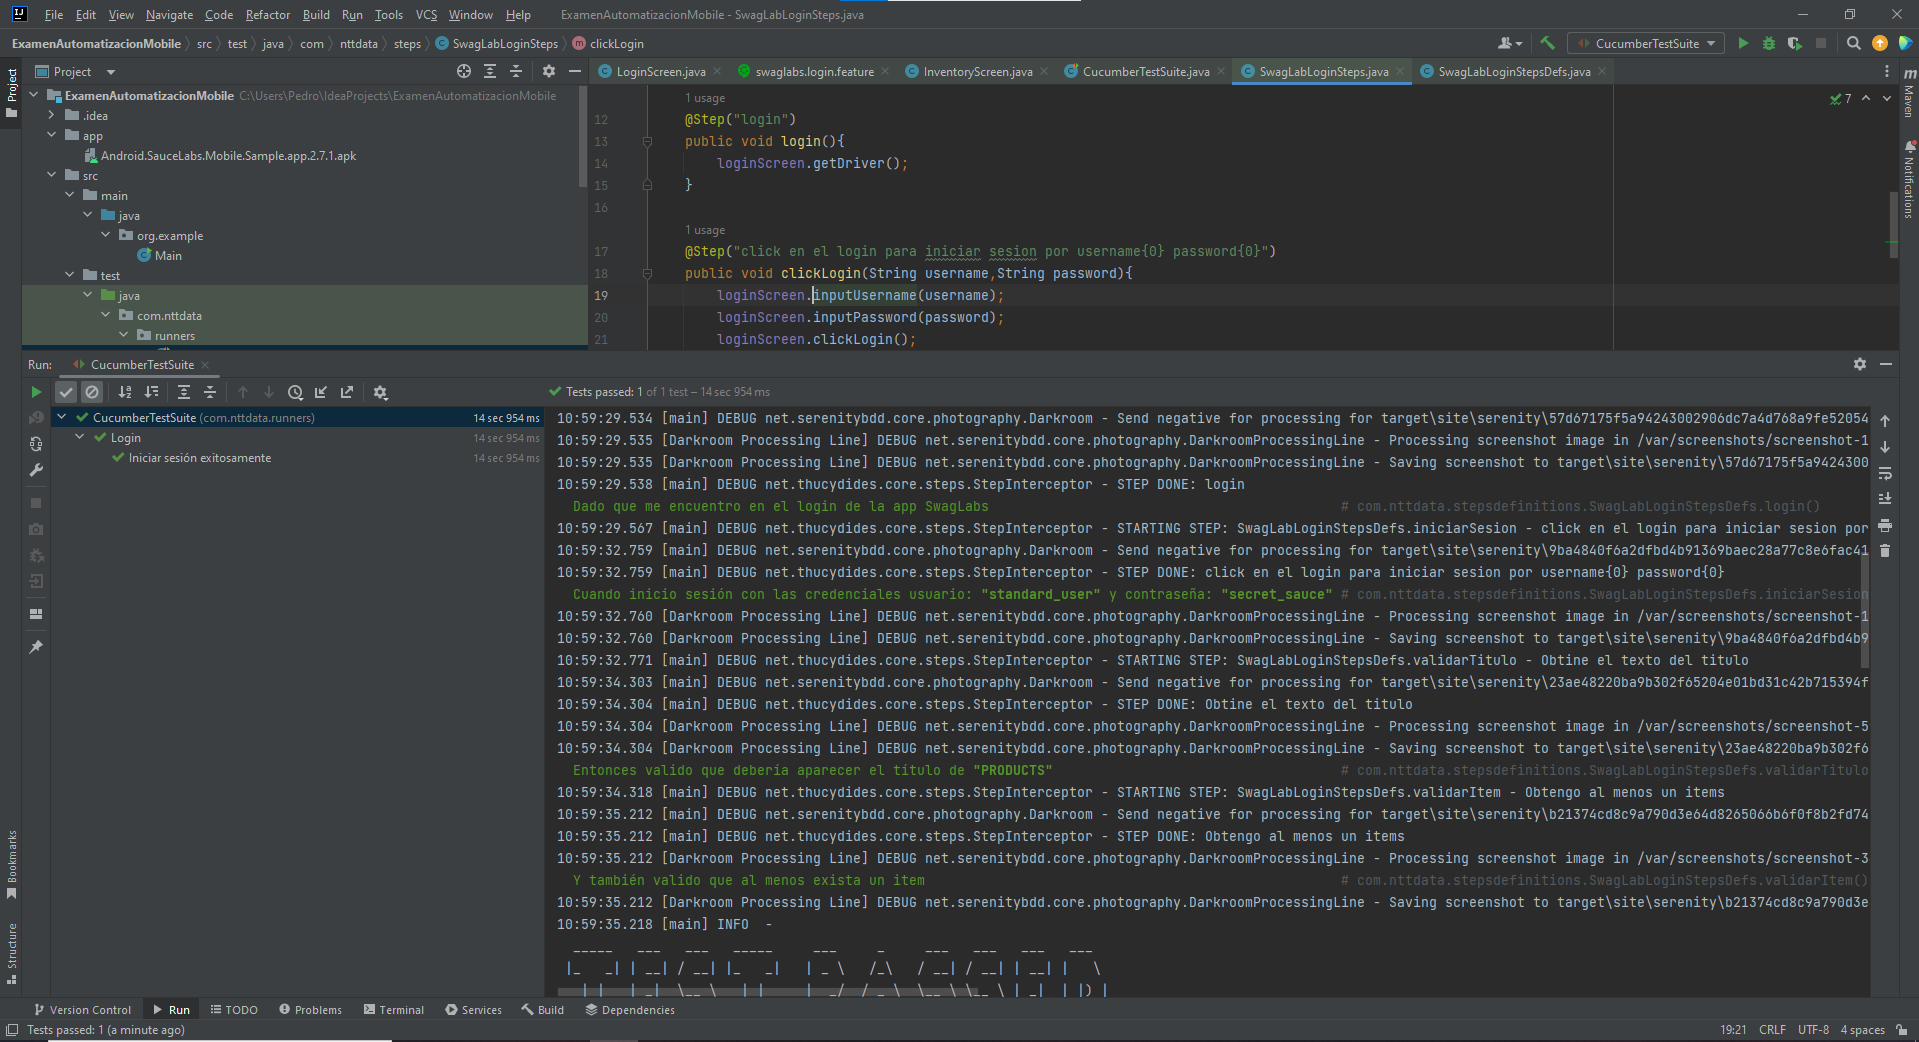 File Edit View Navigate Code Refactor Build Run Tools VCS Window Help ExamenAutomatizacionMobile - SwagLabLoginSteps.java
ExamenAutomatizacionMobile src test java com nttdata steps SwagLabLoginSteps clickLogin CucumberTestSuite
Project
LoginScreen.java swaglabs.login.feature InventoryScreen.java CucumberTestSuite.java SwagLabLoginSteps.java SwagLabLoginStepsDefs.java
Project
Maven
Notifications
ExamenAutomatizacionMobile C:\Users\Pedro\IdeaProjects\ExamenAutomatizacionMobile
.idea
app
Android.SauceLabs.Mobile.Sample.app.2.7.1.apk
src
main
java
org.example
Main
test
java
com.nttdata
runners
7
1 usage
12 @Step("login")
13 public void login(){
14 loginScreen.getDriver();
15 }
16
1 usage
17 @Step("click en el login para iniciar sesion por username{0} password{0}")
18 public void clickLogin(String username,String password){
19 loginScreen.inputUsername(username);
20 loginScreen.inputPassword(password);
21 loginScreen.clickLogin();
Run: CucumberTestSuite
Tests passed: 1 of 1 test – 14 sec 954 ms
CucumberTestSuite (com.nttdata.runners) 14 sec 954 ms
Login 14 sec 954 ms
Iniciar sesión exitosamente 14 sec 954 ms
10:59:29.534 [main] DEBUG net.serenitybdd.core.photography.Darkroom - Send negative for processing for target\site\serenity\57d67175f5a94243002906dc7a4d768a9fe52054
10:59:29.535 [Darkroom Processing Line] DEBUG net.serenitybdd.core.photography.DarkroomProcessingLine - Processing screenshot image in /var/screenshots/screenshot-1
10:59:29.535 [Darkroom Processing Line] DEBUG net.serenitybdd.core.photography.DarkroomProcessingLine - Saving screenshot to target\site\serenity\57d67175f5a9424300
10:59:29.538 [main] DEBUG net.thucydides.core.steps.StepInterceptor - STEP DONE: login
Dado que me encuentro en el login de la app SwagLabs # com.nttdata.stepsdefinitions.SwagLabLoginStepsDefs.login()
10:59:29.567 [main] DEBUG net.thucydides.core.steps.StepInterceptor - STARTING STEP: SwagLabLoginStepsDefs.iniciarSesion - click en el login para iniciar sesion por
10:59:32.759 [main] DEBUG net.serenitybdd.core.photography.Darkroom - Send negative for processing for target\site\serenity\9ba4840f6a2dfbd4b91369baec28a77c8e6fac41
10:59:32.759 [main] DEBUG net.thucydides.core.steps.StepInterceptor - STEP DONE: click en el login para iniciar sesion por username{0} password{0}
Cuando inicio sesión con las credenciales usuario: "standard_user" y contraseña: "secret_sauce" # com.nttdata.stepsdefinitions.SwagLabLoginStepsDefs.iniciarSesion
10:59:32.760 [Darkroom Processing Line] DEBUG net.serenitybdd.core.photography.DarkroomProcessingLine - Processing screenshot image in /var/screenshots/screenshot-1
10:59:32.760 [Darkroom Processing Line] DEBUG net.serenitybdd.core.photography.DarkroomProcessingLine - Saving screenshot to target\site\serenity\9ba4840f6a2dfbd4b9
10:59:32.771 [main] DEBUG net.thucydides.core.steps.StepInterceptor - STARTING STEP: SwagLabLoginStepsDefs.validarTitulo - Obtine el texto del titulo
10:59:34.303 [main] DEBUG net.serenitybdd.core.photography.Darkroom - Send negative for processing for target\site\serenity\23ae48220ba9b302f65204e01bd31c42b715394f
10:59:34.304 [main] DEBUG net.thucydides.core.steps.StepInterceptor - STEP DONE: Obtine el texto del titulo
10:59:34.304 [Darkroom Processing Line] DEBUG net.serenitybdd.core.photography.DarkroomProcessingLine - Processing screenshot image in /var/screenshots/screenshot-5
10:59:34.304 [Darkroom Processing Line] DEBUG net.serenitybdd.core.photography.DarkroomProcessingLine - Saving screenshot to target\site\serenity\23ae48220ba9b302f6
Entonces valido que debería aparecer el titulo de "PRODUCTS" # com.nttdata.stepsdefinitions.SwagLabLoginStepsDefs.validarTitulo
10:59:34.318 [main] DEBUG net.thucydides.core.steps.StepInterceptor - STARTING STEP: SwagLabLoginStepsDefs.validarItem - Obtengo al menos un items
10:59:35.212 [main] DEBUG net.serenitybdd.core.photography.Darkroom - Send negative for processing for target\site\serenity\b21374cd8c9a790d3e64d8265066b6f0f8b2fd74
10:59:35.212 [main] DEBUG net.thucydides.core.steps.StepInterceptor - STEP DONE: Obtengo al menos un items
10:59:35.212 [Darkroom Processing Line] DEBUG net.serenitybdd.core.photography.DarkroomProcessingLine - Processing screenshot image in /var/screenshots/screenshot-3
Y también valido que al menos exista un item # com.nttdata.stepsdefinitions.SwagLabLoginStepsDefs.validarItem()
10:59:35.212 [Darkroom Processing Line] DEBUG net.serenitybdd.core.photography.DarkroomProcessingLine - Saving screenshot to target\site\serenity\b21374cd8c9a790d3e
10:59:35.218 [main] INFO -
Bookmarks
Structure
Version Control Run TODO Problems Terminal Services Build Dependencies
Tests passed: 1 (a minute ago) 19:21 CRLF UTF-8 4 spaces